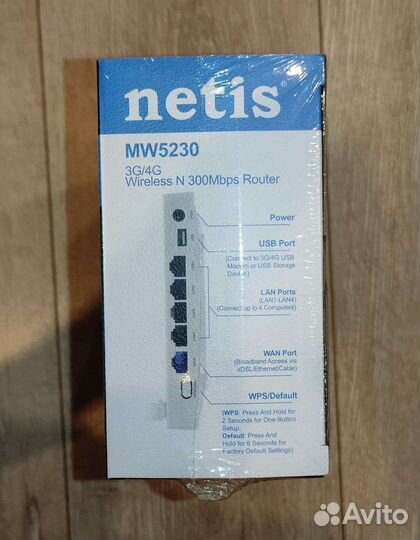 netis®
MW5230
3G/4G
Wireless N 300Mbps Router
Power
USB Port
(Connect to 3G/4G USB
Modem or USB Storage
Device)
LAN Ports
(LAN1-LAN4)
(Connect up to 4 Computers)
WAN Port
(Broadband Access via
xDSL/Ethernet/Cable)
WPS/Default
(WPS: Press And Hold for
2 Seconds for One-Button
Setup.
Default: Press And
Hold for 6 Seconds for
Factory Default Settings)
Avito